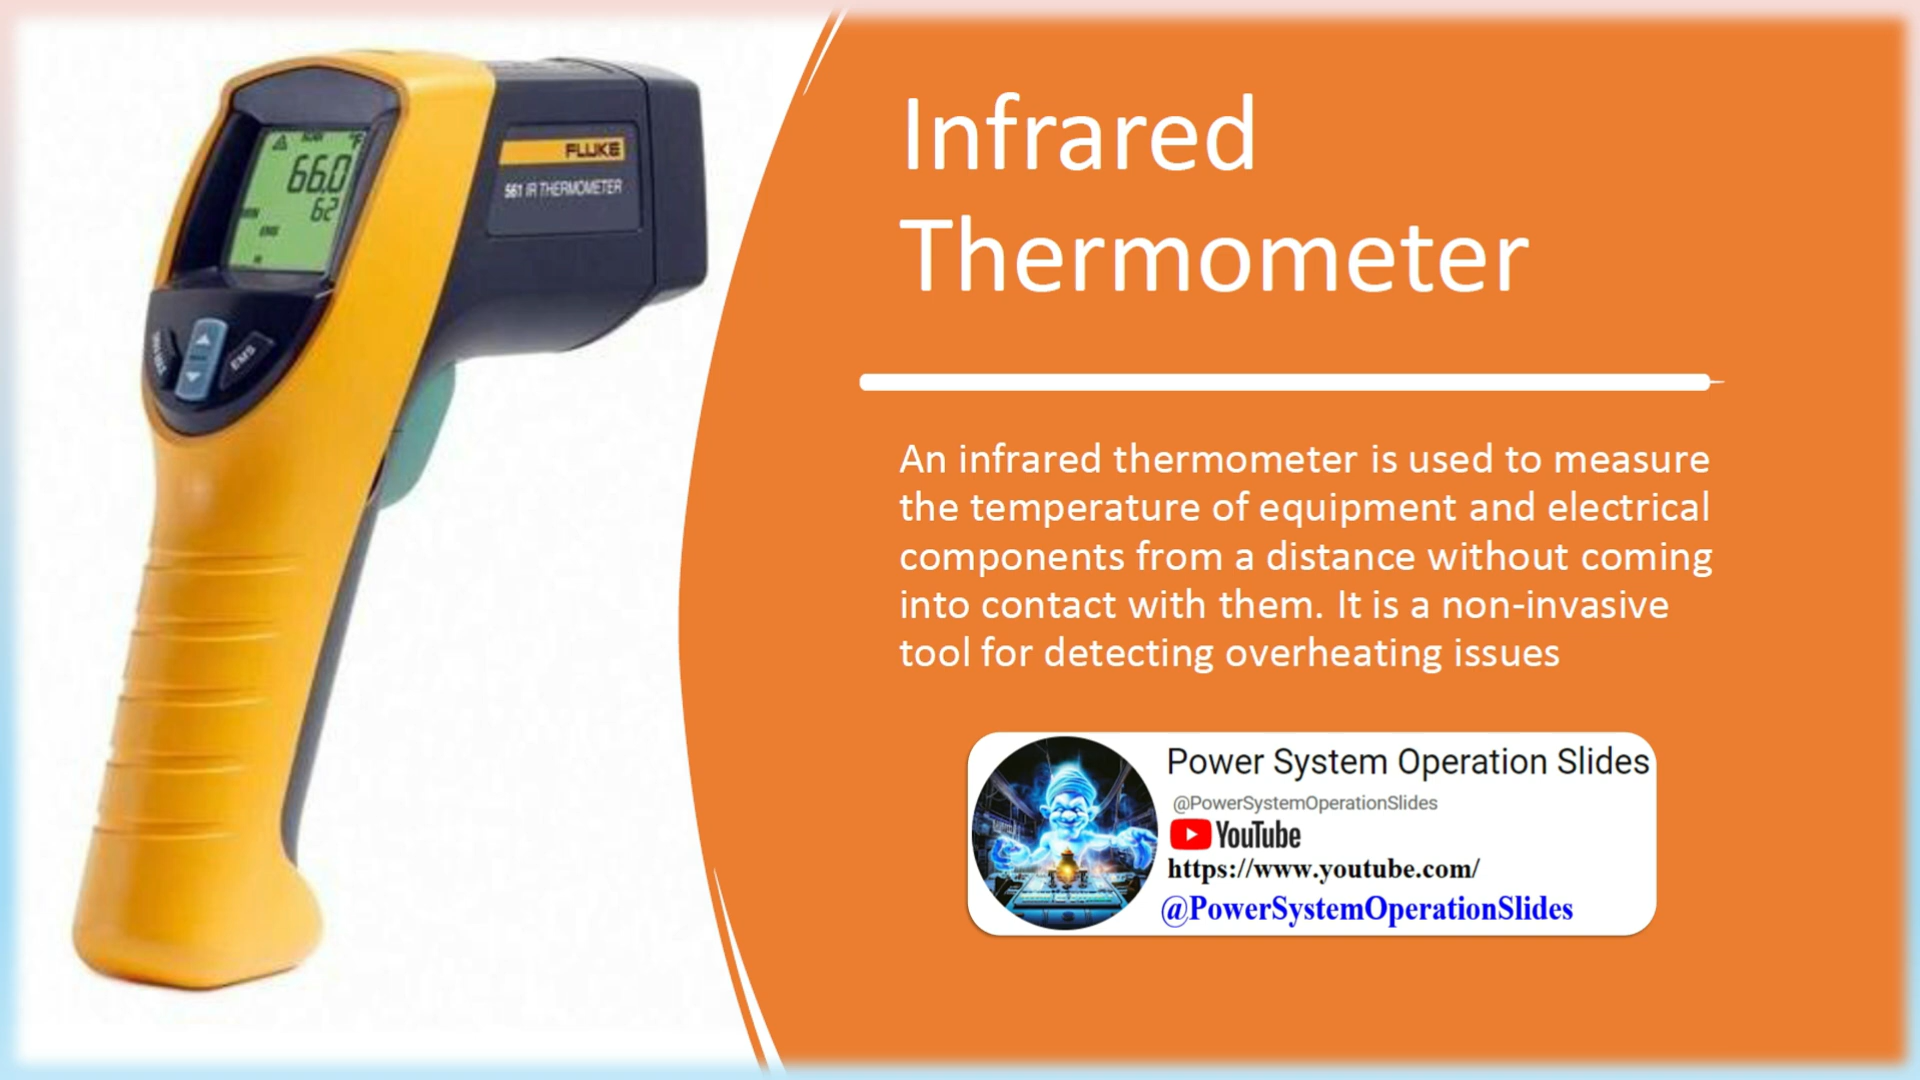 °F
66.0
62
MIN
EMS
FLUKE
561 IR THERMOMETER
EMS
Infrared
Thermometer
An infrared thermometer is used to measure
the temperature of equipment and electrical
components from a distance without coming
into contact with them. It is a non-invasive
tool for detecting overheating issues
Power System Operation Slides
@PowerSystemOperationSlides
YouTube
https://www.youtube.com/
@PowerSystemOperationSlides